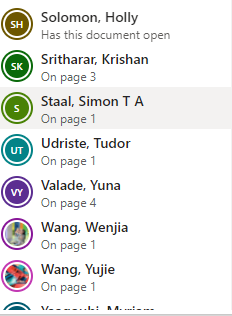 SH
Solomon, Holly
Has this document open
SK
Sritharar, Krishan
On page 3
S
Staal, Simon T A
On page 1
UT
Udriste, Tudor
On page 1
VY
Valade, Yuna
On page 4
Wang, Wenjia
On page 1
Wang, Yujie
On page 1